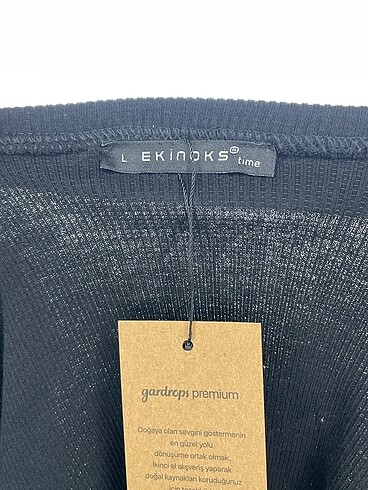 L EKiNOKS time
gardrops premium
Doğaya olan sevgini göstermenin
en güzel yolu
dönüşüme ortak olmak.
İkinci el alışveriş yaparak
doğal kaynakları koruduğunuz